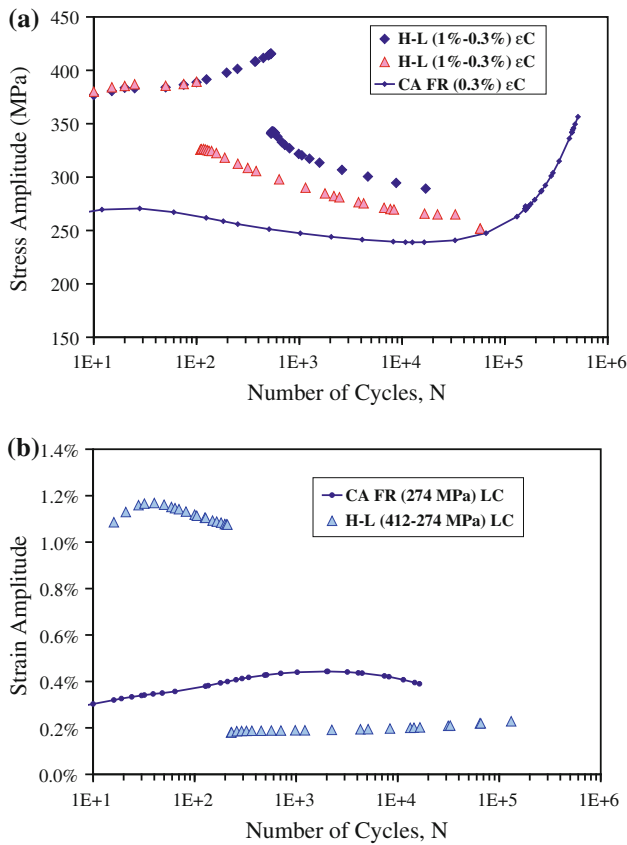 (a)
450
400
350
300
250
200
150
Stress Amplitude (MPa)
H-L (1%-0.3%) εC
H-L (1%-0.3%) εC
CA FR (0.3%) εC
1E+1 1E+2 1E+3 1E+4 1E+5 1E+6
Number of Cycles, N
(b)
1.4%
1.2%
1.0%
0.8%
0.6%
0.4%
0.2%
0.0%
Strain Amplitude
CA FR (274 MPa) LC
H-L (412-274 MPa) LC
1E+1 1E+2 1E+3 1E+4 1E+5 1E+6
Number of Cycles, N